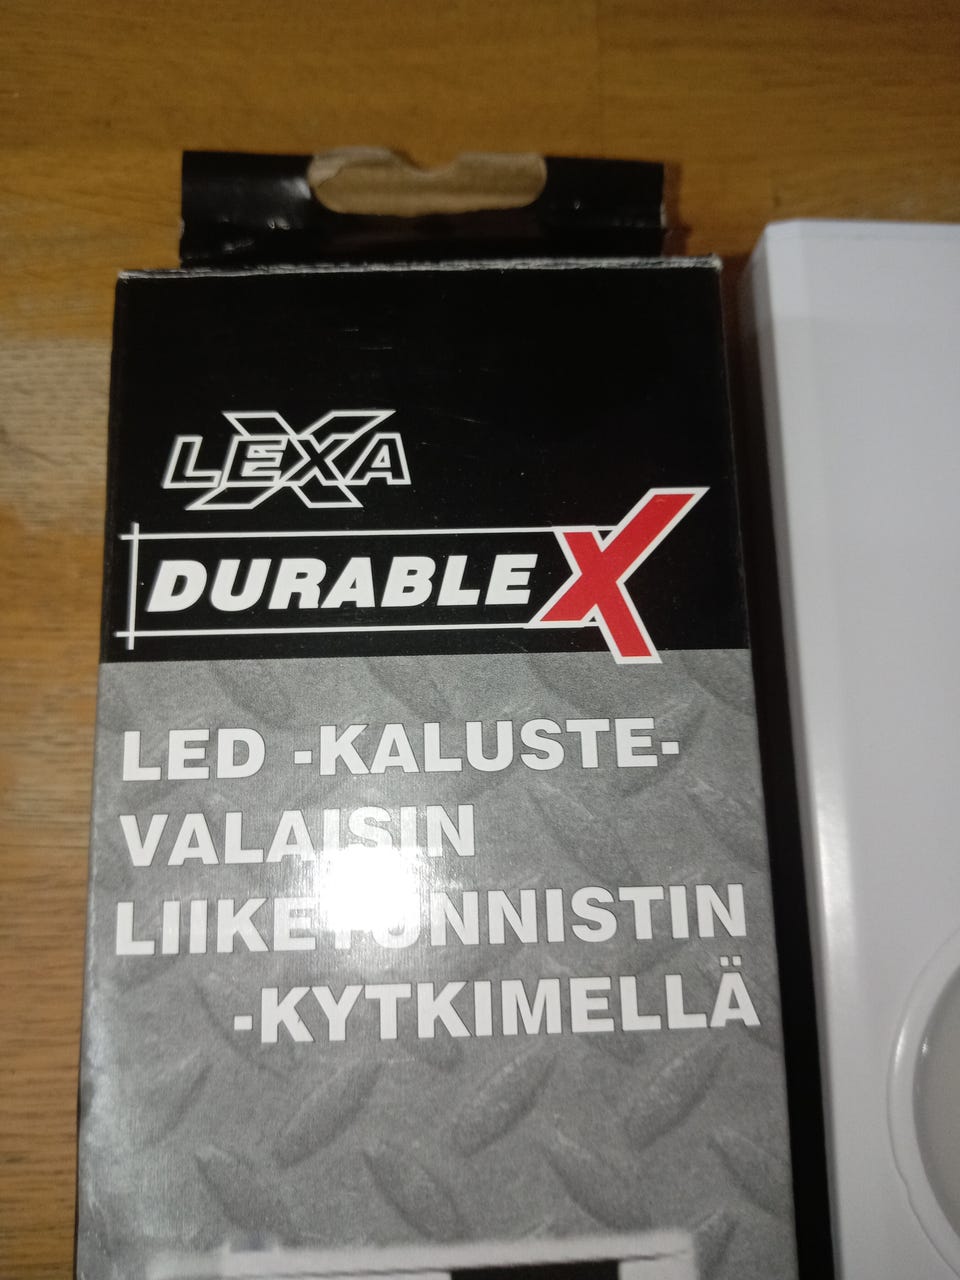 LEXA
DURABLE X
LED -KALUSTE-
VALAISIN
LIIKETUNNISTIN
-KYTKIMELLÄ